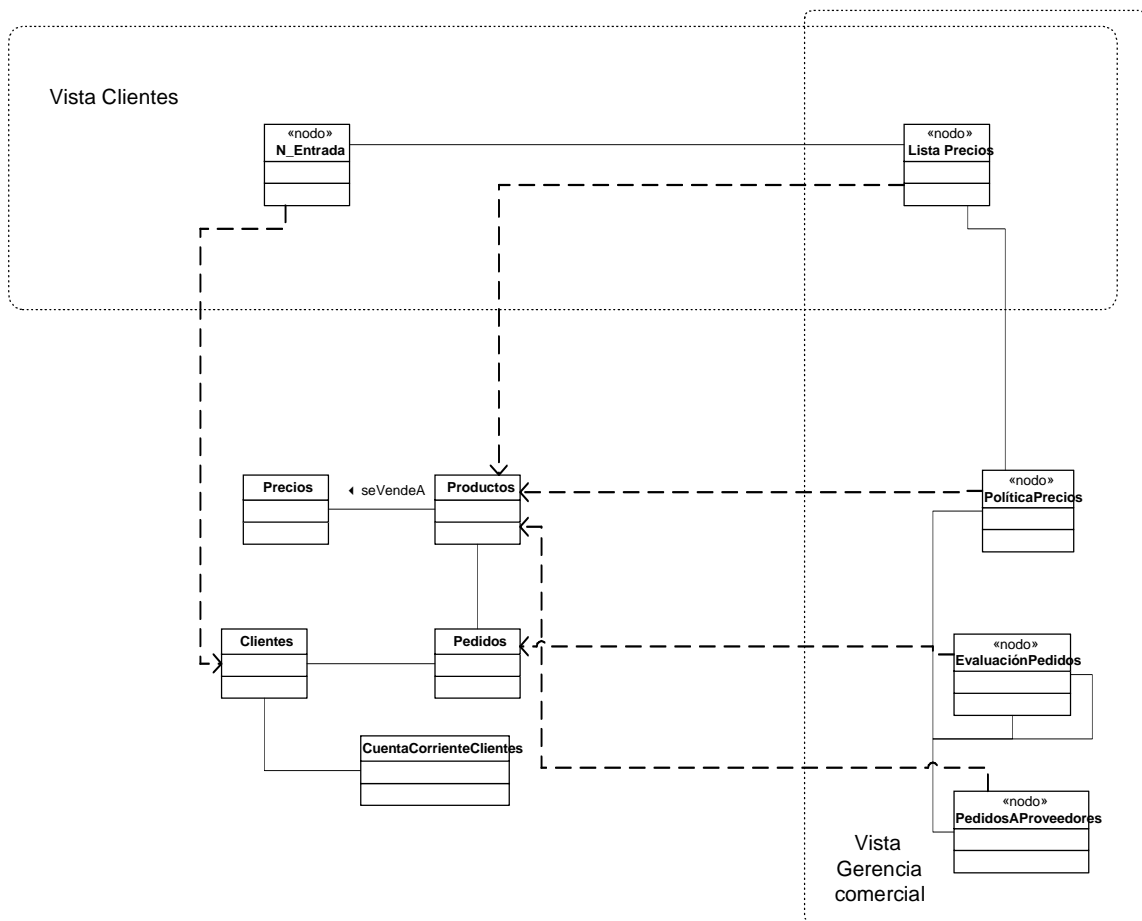 Vista Clientes
«nodo»
N_Entrada
«nodo»
Lista Precios
Precios
seVendeA
Productos
«nodo»
PolíticaPrecios
Clientes
Pedidos
«nodo»
EvaluaciónPedidos
CuentaCorrienteClientes
«nodo»
PedidosAProveedores
Vista
Gerencia
comercial